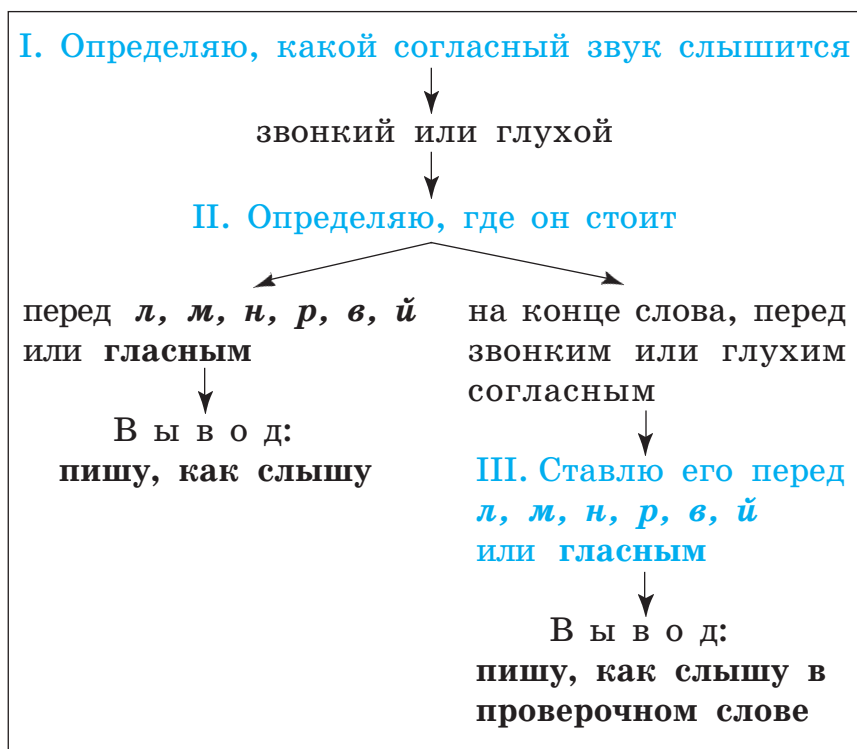 I. Определяю, какой согласный звук слышится
звонкий или глухой
II. Определяю, где он стоит
перед л, м, н, р, в, й
или гласным
В ы в о д:
пишу, как слышу
на конце слова, перед
звонким или глухим
согласным
III. Ставлю его перед
л, м, н, р, в, й
или гласным
В ы в о д:
пишу, как слышу в
проверочном слове